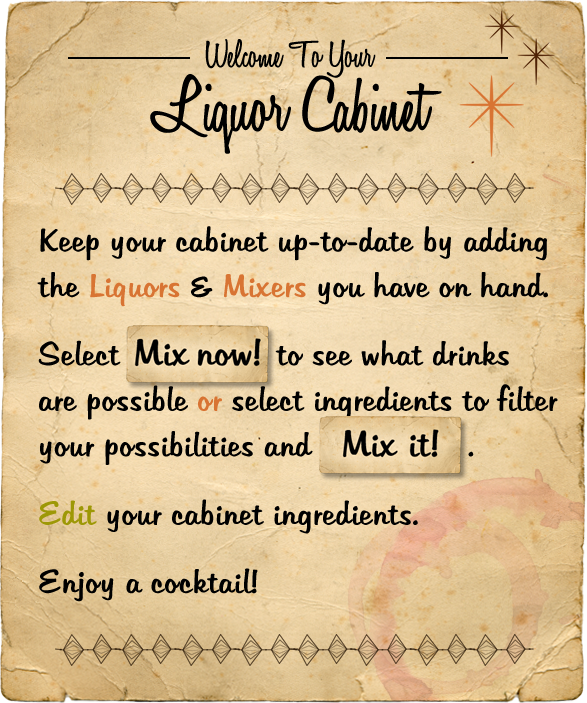 Welcome To Your
Liquor Cabinet
Keep your cabinet up-to-date by adding
the Liquors & Mixers you have on hand.
Select Mix now! to see what drinks
are possible or select ingredients to filter
your possibilities and Mix it! .
Edit your cabinet ingredients.
Enjoy a cocktail!